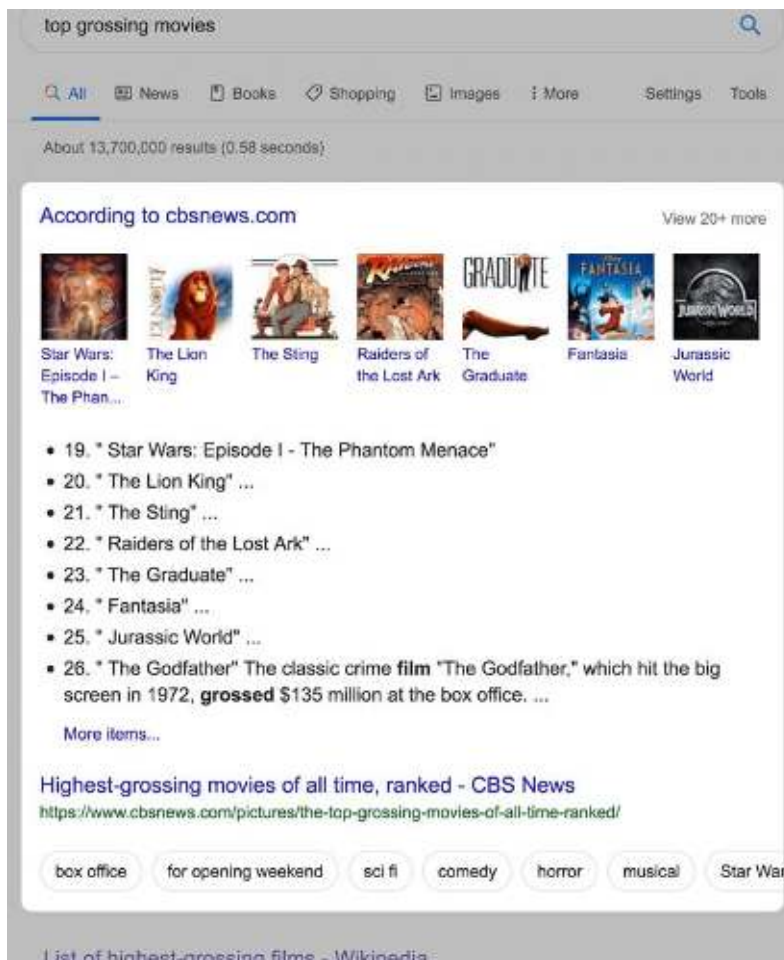 top grossing movies
All News Books Shopping Images More Settings Tools
About 13,700,000 results (0.58 seconds)
According to cbsnews.com View 20+ more
GRADUATE
FANTASIA
JURASSIC WORLD
Star Wars: The Lion The Sting Raiders of The Fantasia Jurassic
Episode I – King the Lost Ark Graduate World
The Phan...
• 19. " Star Wars: Episode I - The Phantom Menace"
• 20. " The Lion King" ...
• 21. " The Sting" ...
• 22. " Raiders of the Lost Ark" ...
• 23. " The Graduate" ...
• 24. " Fantasia" ...
• 25. " Jurassic World" ...
• 26. " The Godfather" The classic crime film "The Godfather," which hit the big
screen in 1972, grossed $135 million at the box office. ...
More items...
Highest-grossing movies of all time, ranked - CBS News
https://www.cbsnews.com/pictures/the-top-grossing-movies-of-all-time-ranked/
box office for opening weekend sci fi comedy horror musical Star War
List of highest-grossing films - Wikipedia